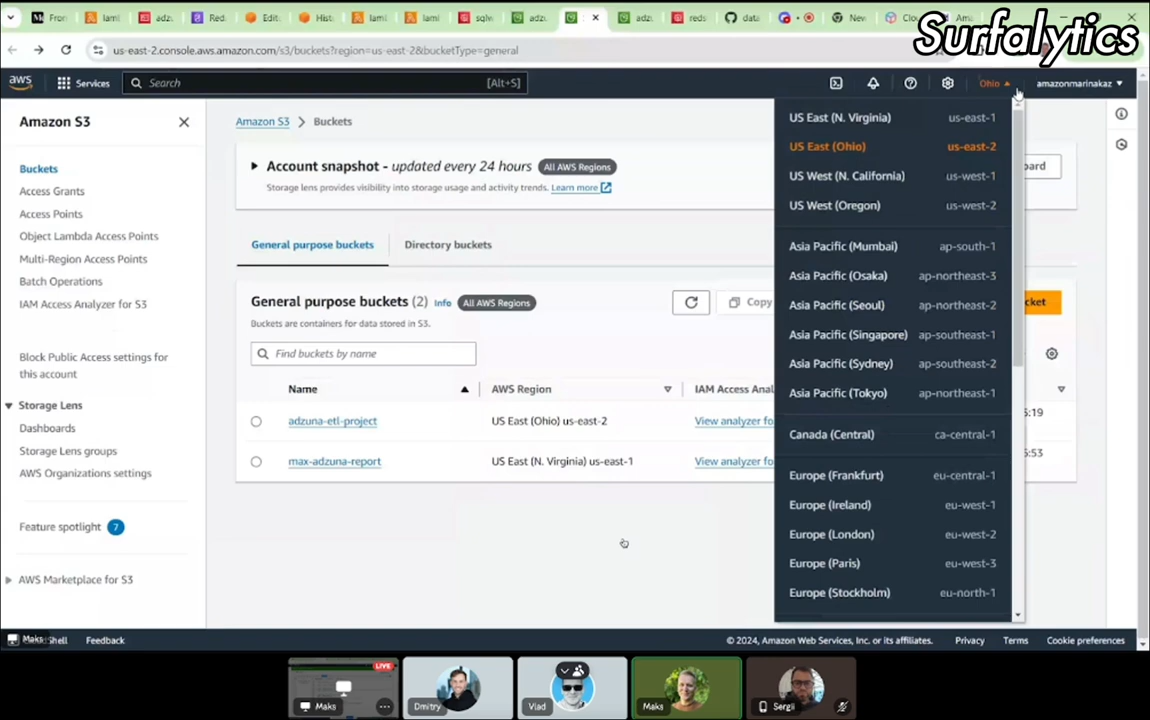 Surfalytics
us-east-2.console.aws.amazon.com/s3/buckets?region=us-east-2&bucketType=general
aws
Services
Search
[Alt+S]
Ohio
amazonmarinakaz
Amazon S3
Amazon S3 > Buckets
Account snapshot - updated every 24 hours All AWS Regions
Storage lens provides visibility into storage usage and activity trends. Learn more
General purpose buckets
Directory buckets
General purpose buckets (2) Info All AWS Regions
Buckets are containers for data stored in S3.
Copy
Find buckets by name
Name
AWS Region
IAM Access Anal
adzuna-etl-project
US East (Ohio) us-east-2
View analyzer fo
max-adzuna-report
US East (N. Virginia) us-east-1
View analyzer fo
Buckets
Access Grants
Access Points
Object Lambda Access Points
Multi-Region Access Points
Batch Operations
IAM Access Analyzer for S3
Block Public Access settings for
this account
Storage Lens
Dashboards
Storage Lens groups
AWS Organizations settings
Feature spotlight 7
AWS Marketplace for S3
US East (N. Virginia) us-east-1
US East (Ohio) us-east-2
US West (N. California) us-west-1
US West (Oregon) us-west-2
Asia Pacific (Mumbai) ap-south-1
Asia Pacific (Osaka) ap-northeast-3
Asia Pacific (Seoul) ap-northeast-2
Asia Pacific (Singapore) ap-southeast-1
Asia Pacific (Sydney) ap-southeast-2
Asia Pacific (Tokyo) ap-northeast-1
Canada (Central) ca-central-1
Europe (Frankfurt) eu-central-1
Europe (Ireland) eu-west-1
Europe (London) eu-west-2
Europe (Paris) eu-west-3
Europe (Stockholm) eu-north-1
Maks
Feedback
© 2024, Amazon Web Services, Inc. or its affiliates.
Privacy
Terms
Cookie preferences
LIVE
Maks
Dmitry
Vlad
Maks
Sergii